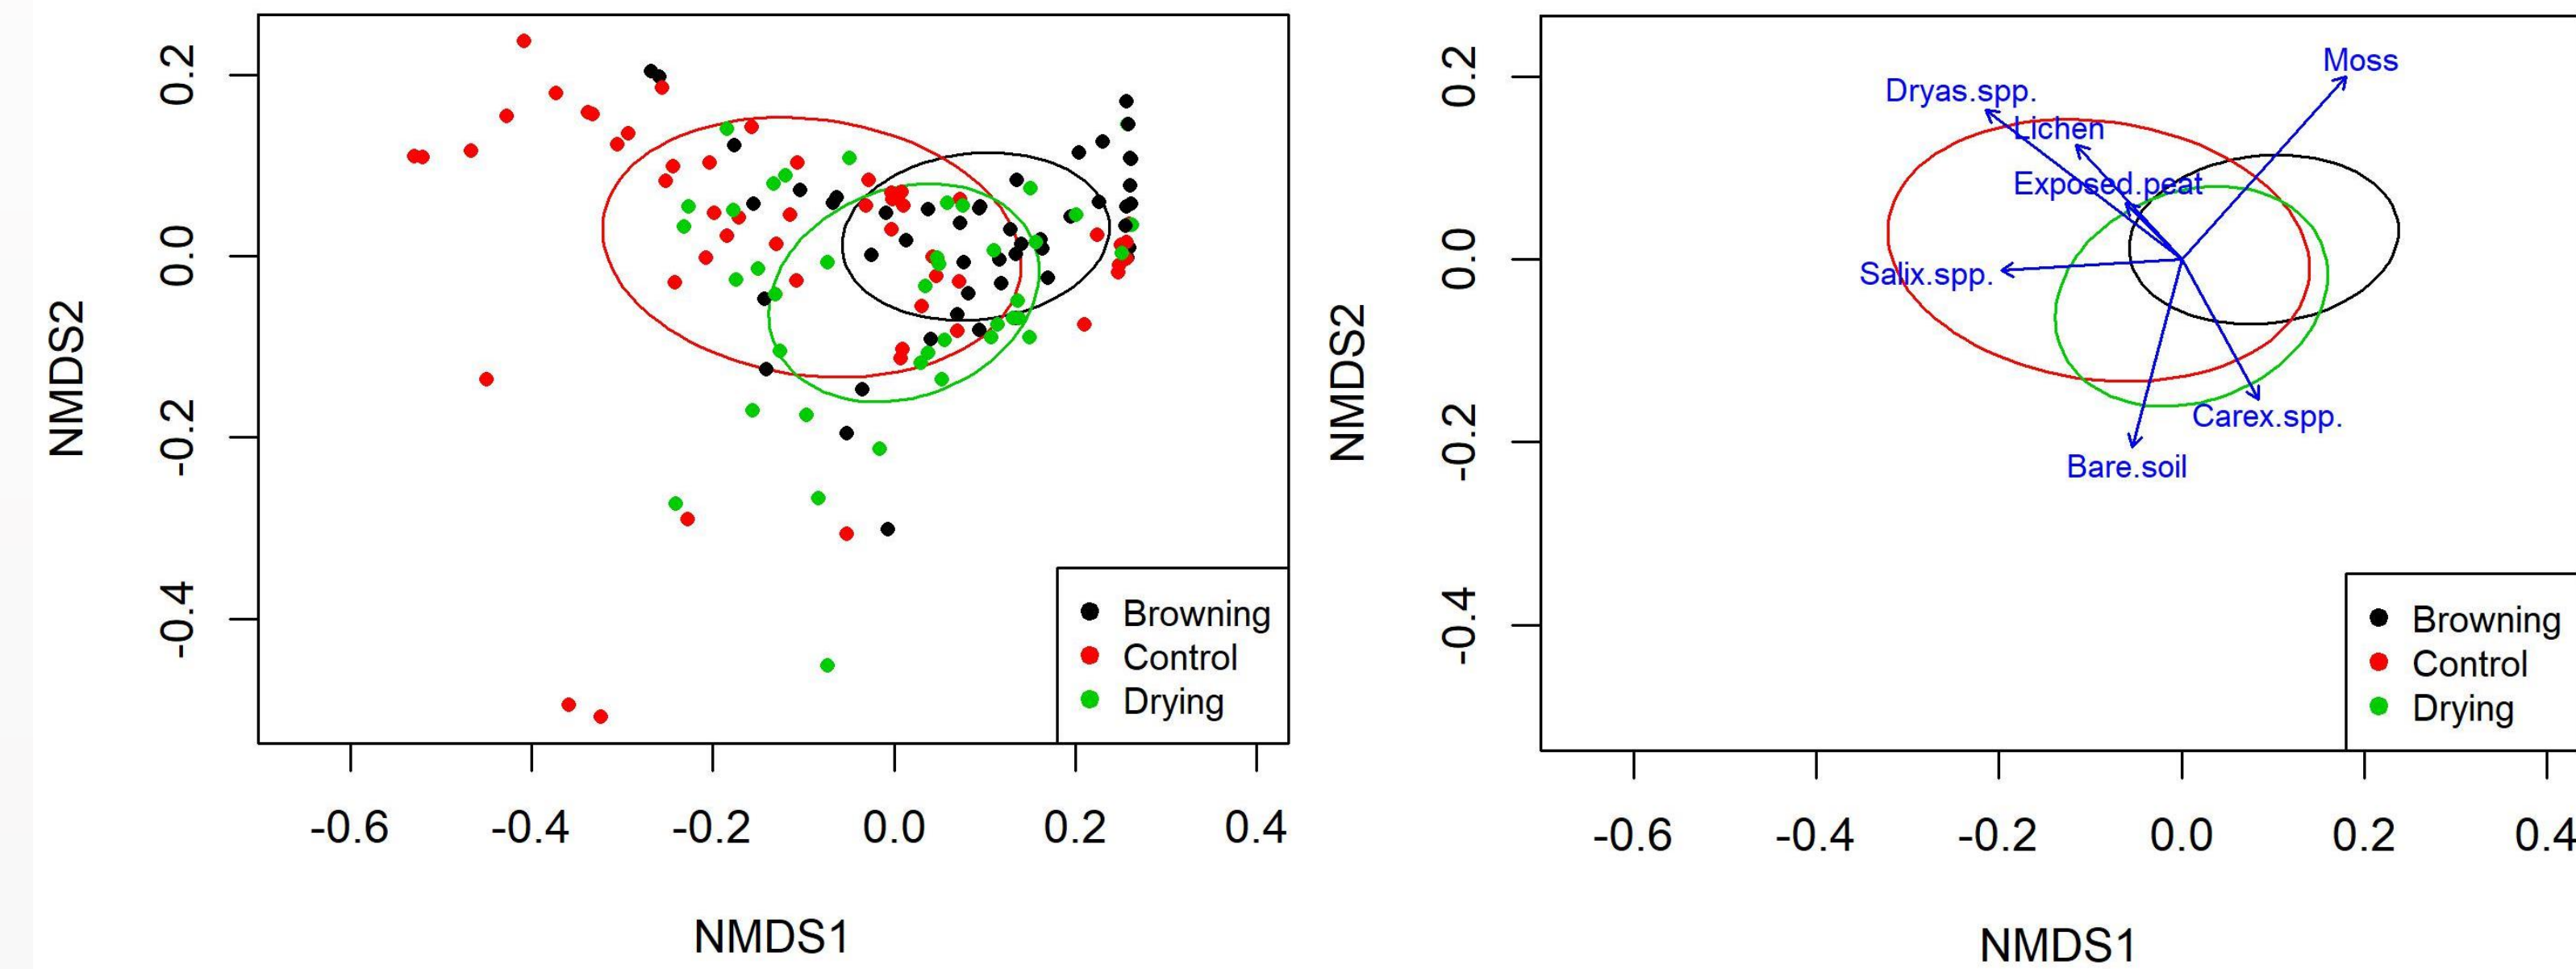 0.2
0.0
-0.2
-0.4
NMDS2
Browning
Control
Drying
-0.6 -0.4 -0.2 0.0 0.2 0.4
NMDS1
0.2
0.0
-0.2
-0.4
NMDS2
Moss
Dryas.spp.
Lichen
Exposed.peat
Salix.spp.
Carex.spp.
Bare.soil
Browning
Control
Drying
-0.6 -0.4 -0.2 0.0 0.2 0.4
NMDS1